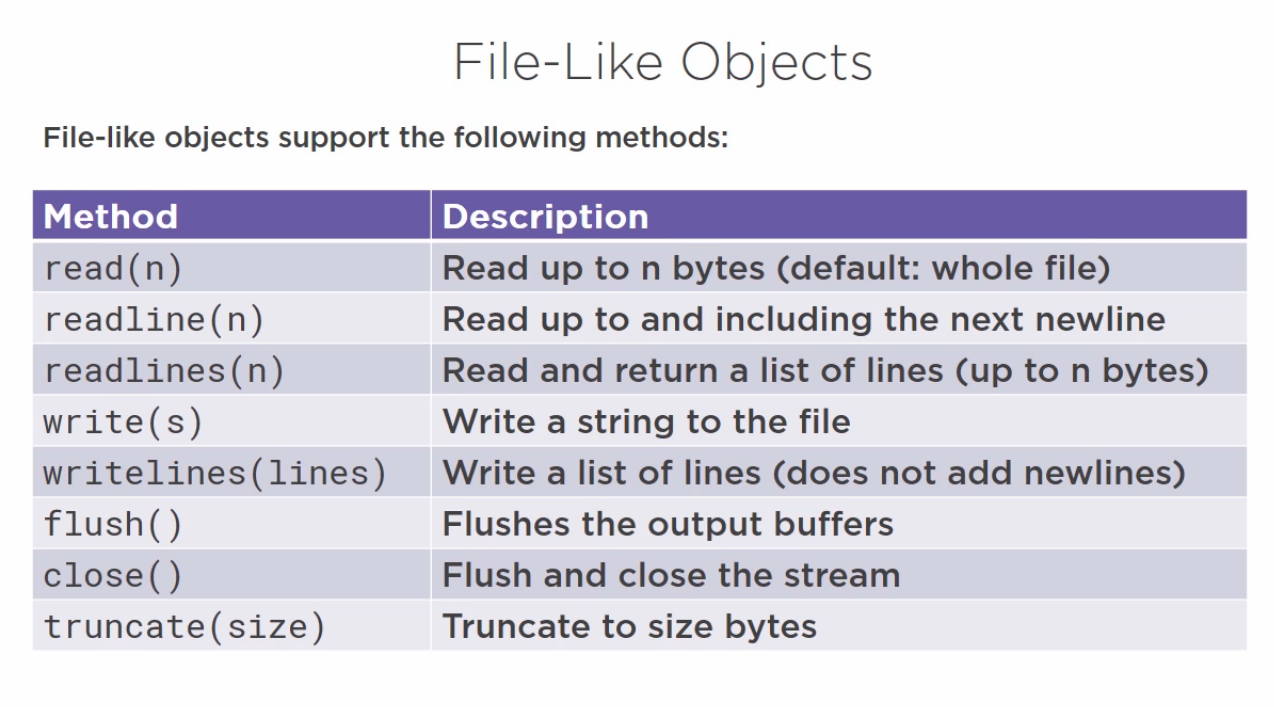 File-Like Objects
File-like objects support the following methods:
Method Description
read(n) Read up to n bytes (default: whole file)
readline(n) Read up to and including the next newline
readlines(n) Read and return a list of lines (up to n bytes)
write(s) Write a string to the file
writelines(lines) Write a list of lines (does not add newlines)
flush() Flushes the output buffers
close() Flush and close the stream
truncate(size) Truncate to size bytes